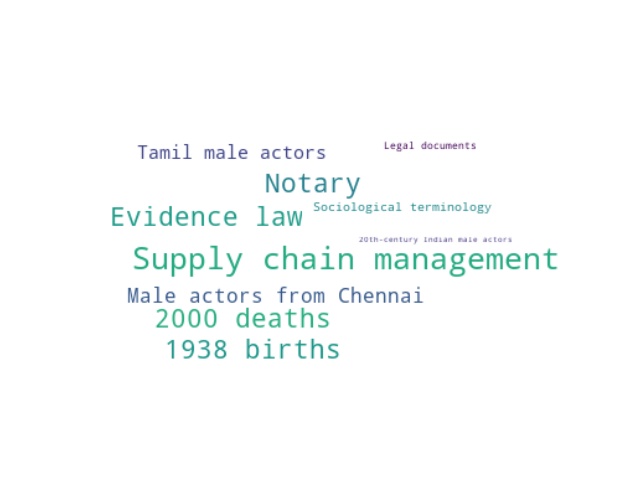 Tamil male actors
Legal documents
Notary
Sociological terminology
Evidence law
20th-century Indian male actors
Supply chain management
Male actors from Chennai
2000 deaths
1938 births